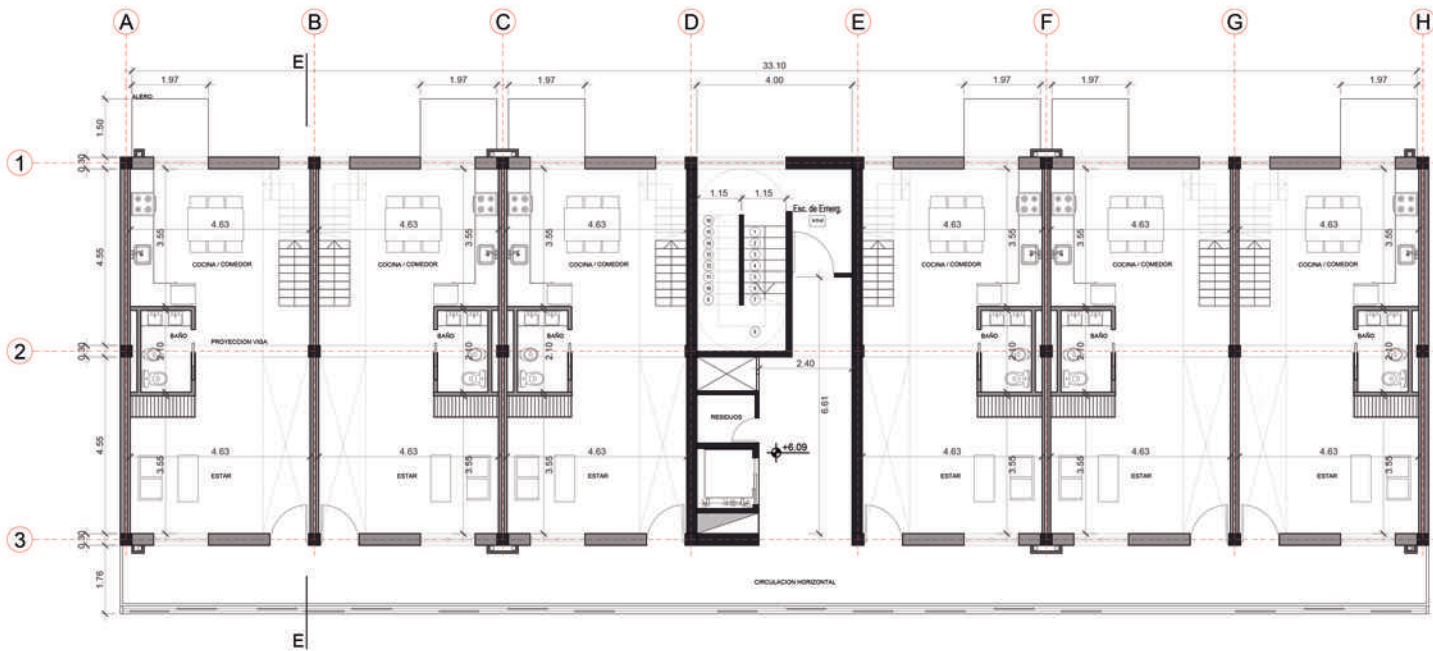 A B C D E F G H
E
33.10
1.97 1.97 1.97 4.00 1.97 1.97 1.97
ALERO
1.50
1
1.15 1.15
Esc. de Emerg.
4.63 4.63 4.63 4.63 4.63 4.63
3.55 3.55 3.55 3.55 3.55 3.55
4.55
COCINA / COMEDOR COCINA / COMEDOR COCINA / COMEDOR COCINA / COMEDOR COCINA / COMEDOR COCINA / COMEDOR
BAÑO BAÑO BAÑO BAÑO BAÑO BAÑO
PROYECCION VIGA
2
2.10 2.10 2.10 2.10 2.10 2.10
2.40
6.61
RESIDUOS
4.55
+6.09
4.63 4.63 4.63 4.63 4.63 4.63
3.55 3.55 3.55 3.55 3.55 3.55
ESTAR ESTAR ESTAR ESTAR ESTAR ESTAR
3
1.76
CIRCULACION HORIZONTAL
E